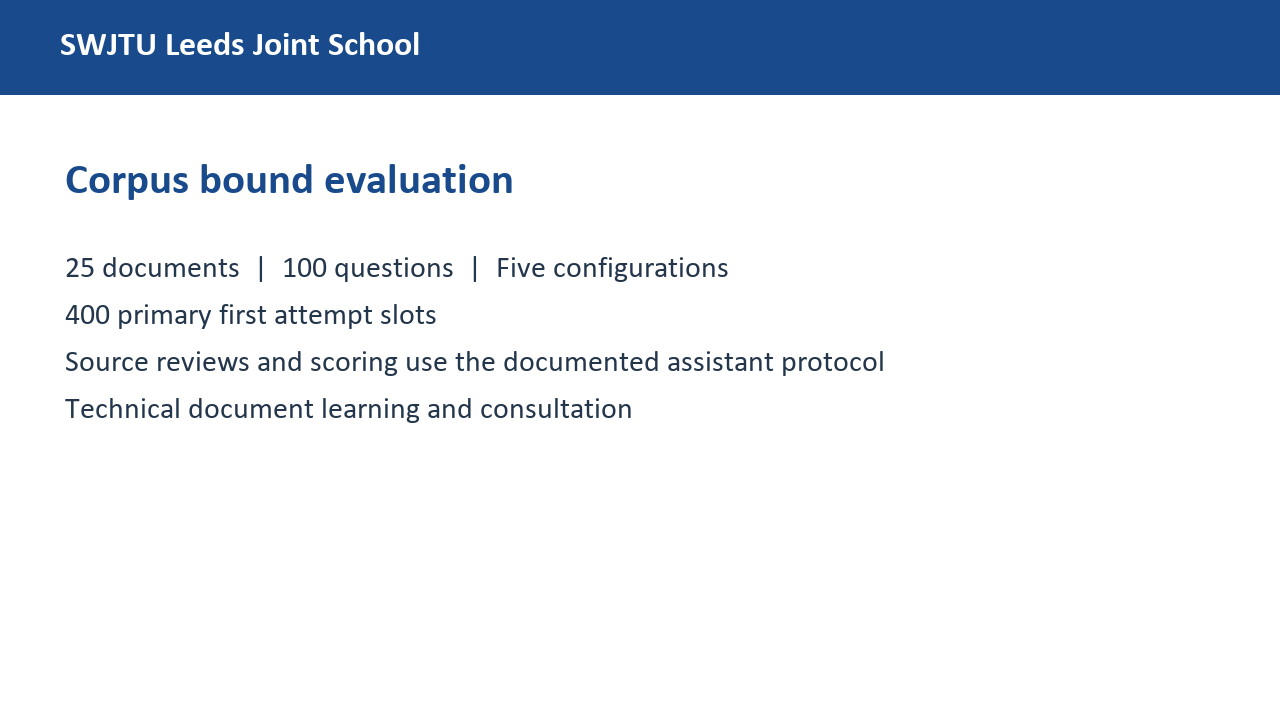 SWJTU Leeds Joint School
Corpus bound evaluation
25 documents | 100 questions | Five configurations
400 primary first attempt slots
Source reviews and scoring use the documented assistant protocol
Technical document learning and consultation